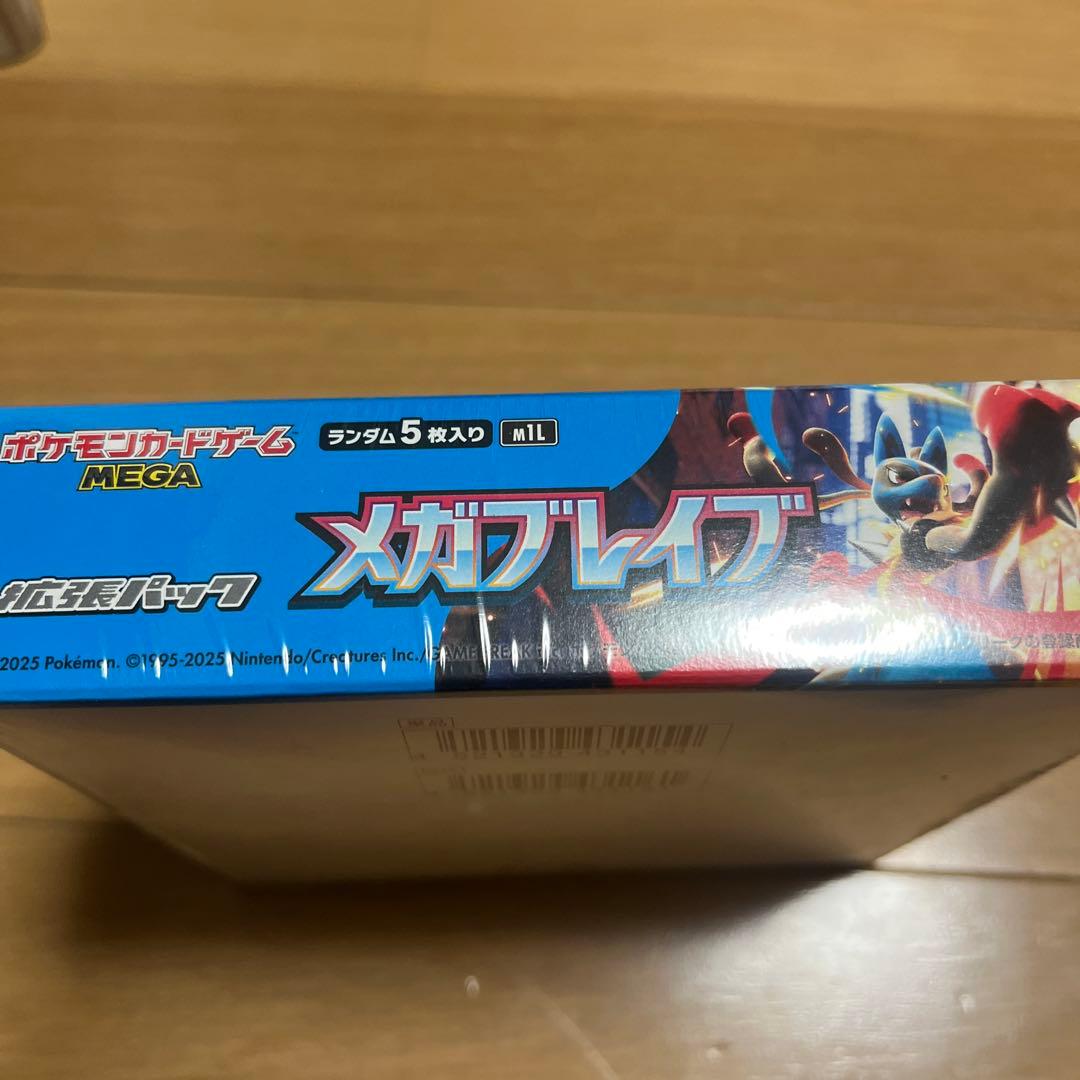 ポケモンカードゲーム
MEGA
ランダム5枚入り
M1L
メガブレイブ
拡張パック
2025 Pokémon. ©1995-2025 Nintendo/Creatures Inc./GAME FREAK